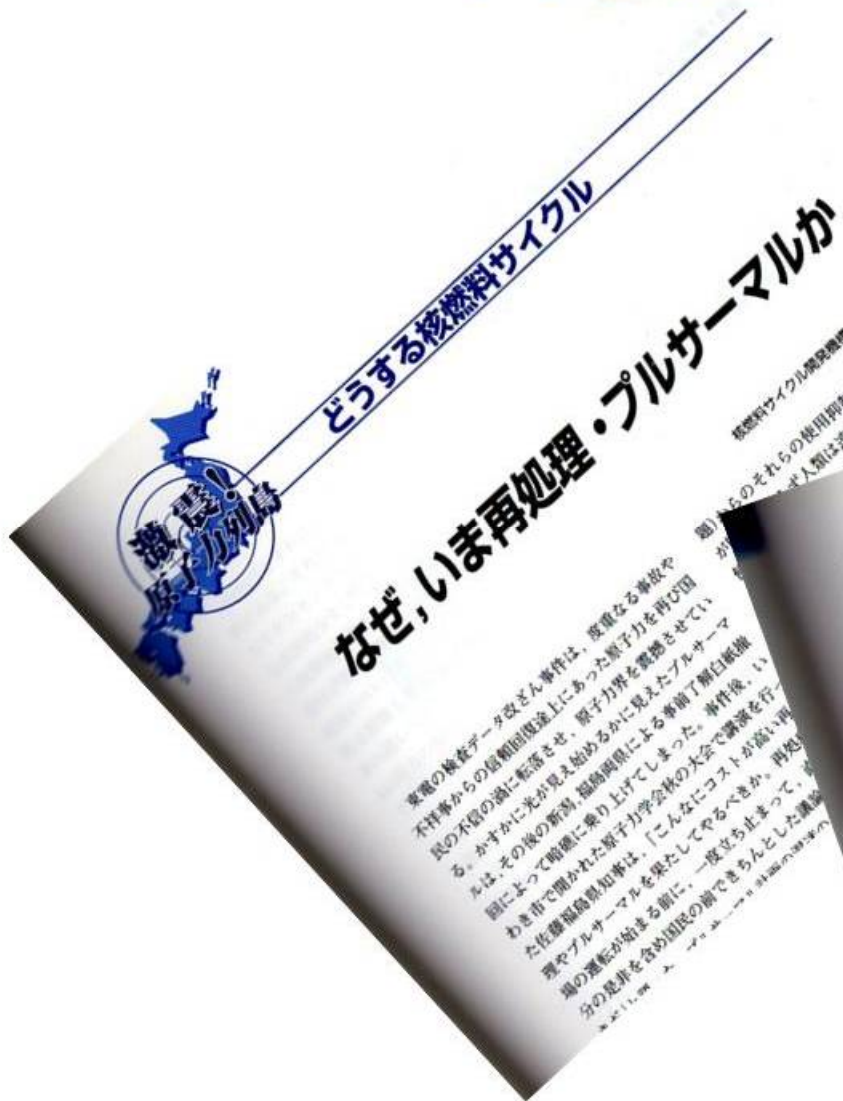 どうする核燃料サイクル
激震!
原子力列島
なぜ,いま再処理・プルサーマルか
核燃料サイクル開発機
東電の検査データ改ざん事件は，度重なる事故や
不祥事からの信頼回復途上にあった原子力を再び国
民の不信の渦に転落させ，原子力界を震撼させてい
る。かすかに光が見え始めるかに見えたプルサーマ
ルは，その後の新潟，福島両県による事前了解白紙撤
回によって暗礁に乗り上げてしまった。事件後，い
わき市で開かれた原子力学会秋の大会で講演を行っ
た佐藤福島県知事は，「こんなにコストが高い再
理やプルサーマルを果たしてやるべきか。再処
場の運転が始まる前に，一度立ち止まって，
分の是非を含め国民の前できちんとした議論
題)からのそれらの使用抑
人類は